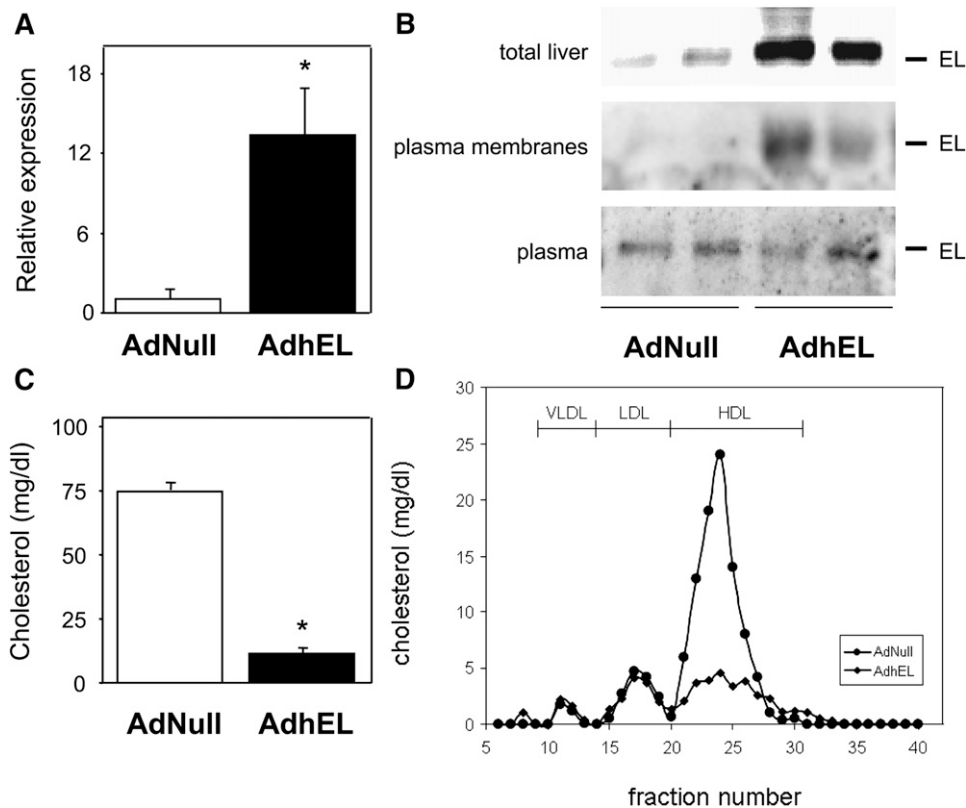 A
Relative expression
18
12
6
0
*
AdNull AdhEL
B
total liver
EL
plasma membranes
EL
plasma
EL
AdNull AdhEL
C
Cholesterol (mg/dl)
100
75
50
25
0
*
AdNull AdhEL
D
cholesterol (mg/dl)
30
25
20
15
10
5
0
VLDL LDL HDL
AdNull
AdhEL
5 10 15 20 25 30 35 40
fraction number